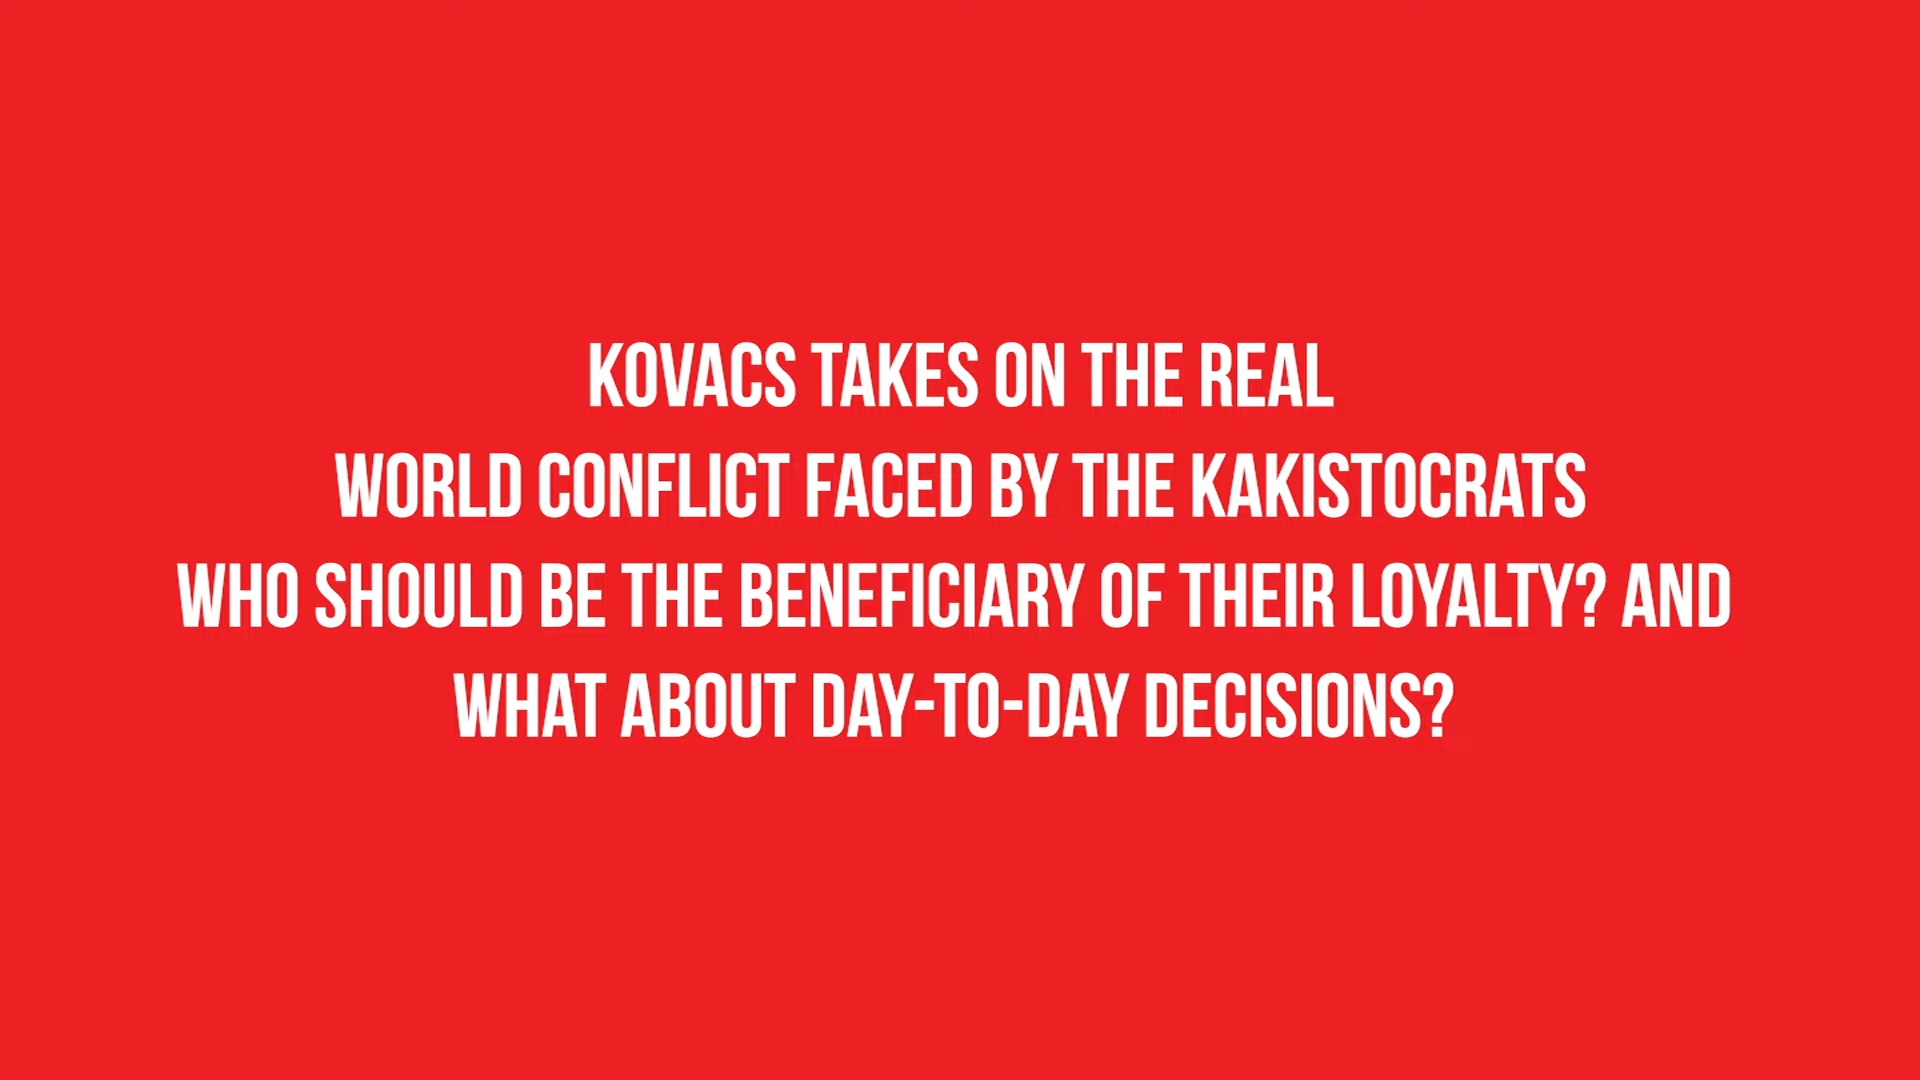 KOVACS TAKES ON THE REAL
WORLD CONFLICT FACED BY THE KAKISTOCRATS
WHO SHOULD BE THE BENEFICIARY OF THEIR LOYALTY? AND
WHAT ABOUT DAY-TO-DAY DECISIONS?